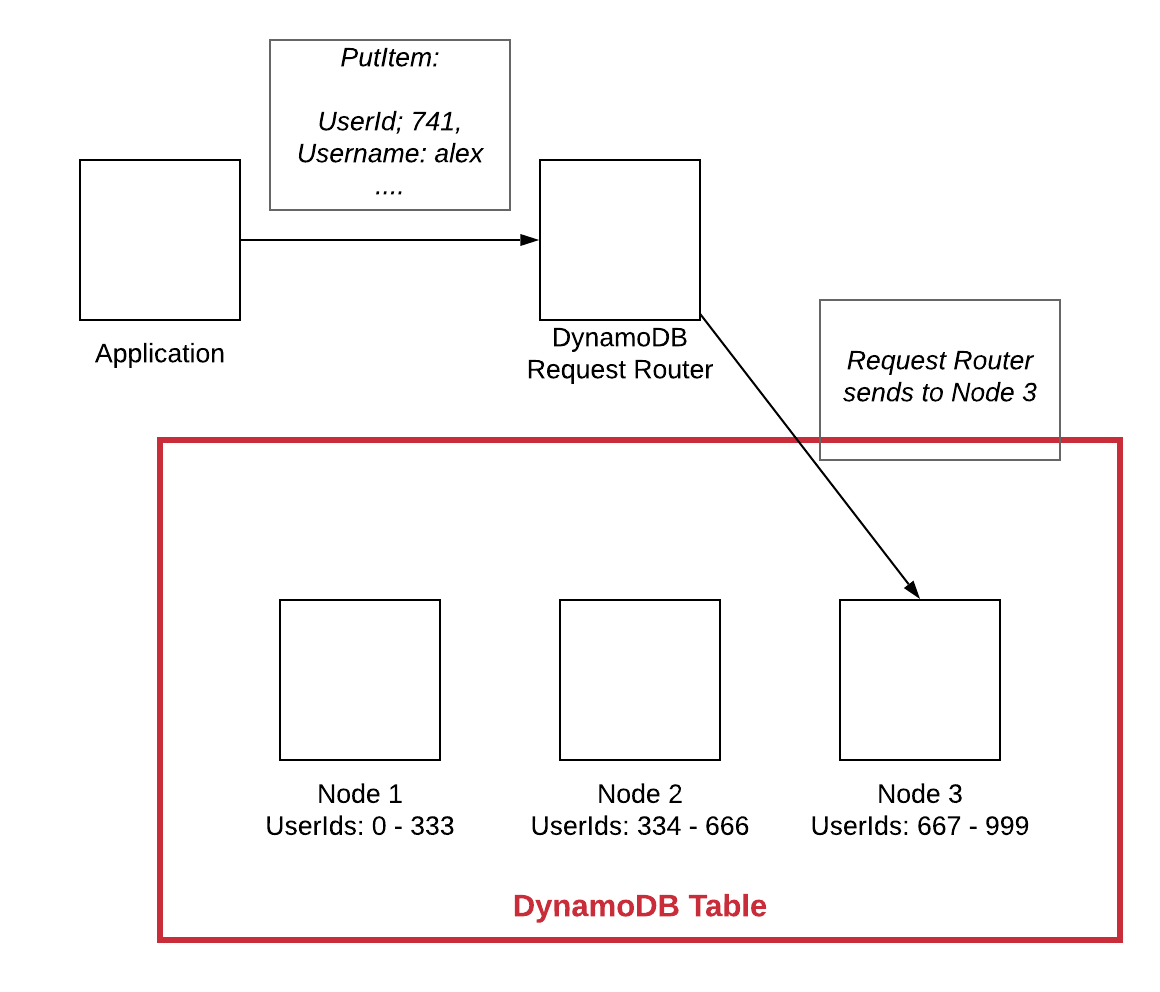 PutItem:
UserId; 741,
Username: alex
....
Application
DynamoDB
Request Router
Request Router
sends to Node 3
Node 1
UserIds: 0 - 333
Node 2
UserIds: 334 - 666
Node 3
UserIds: 667 - 999
DynamoDB Table